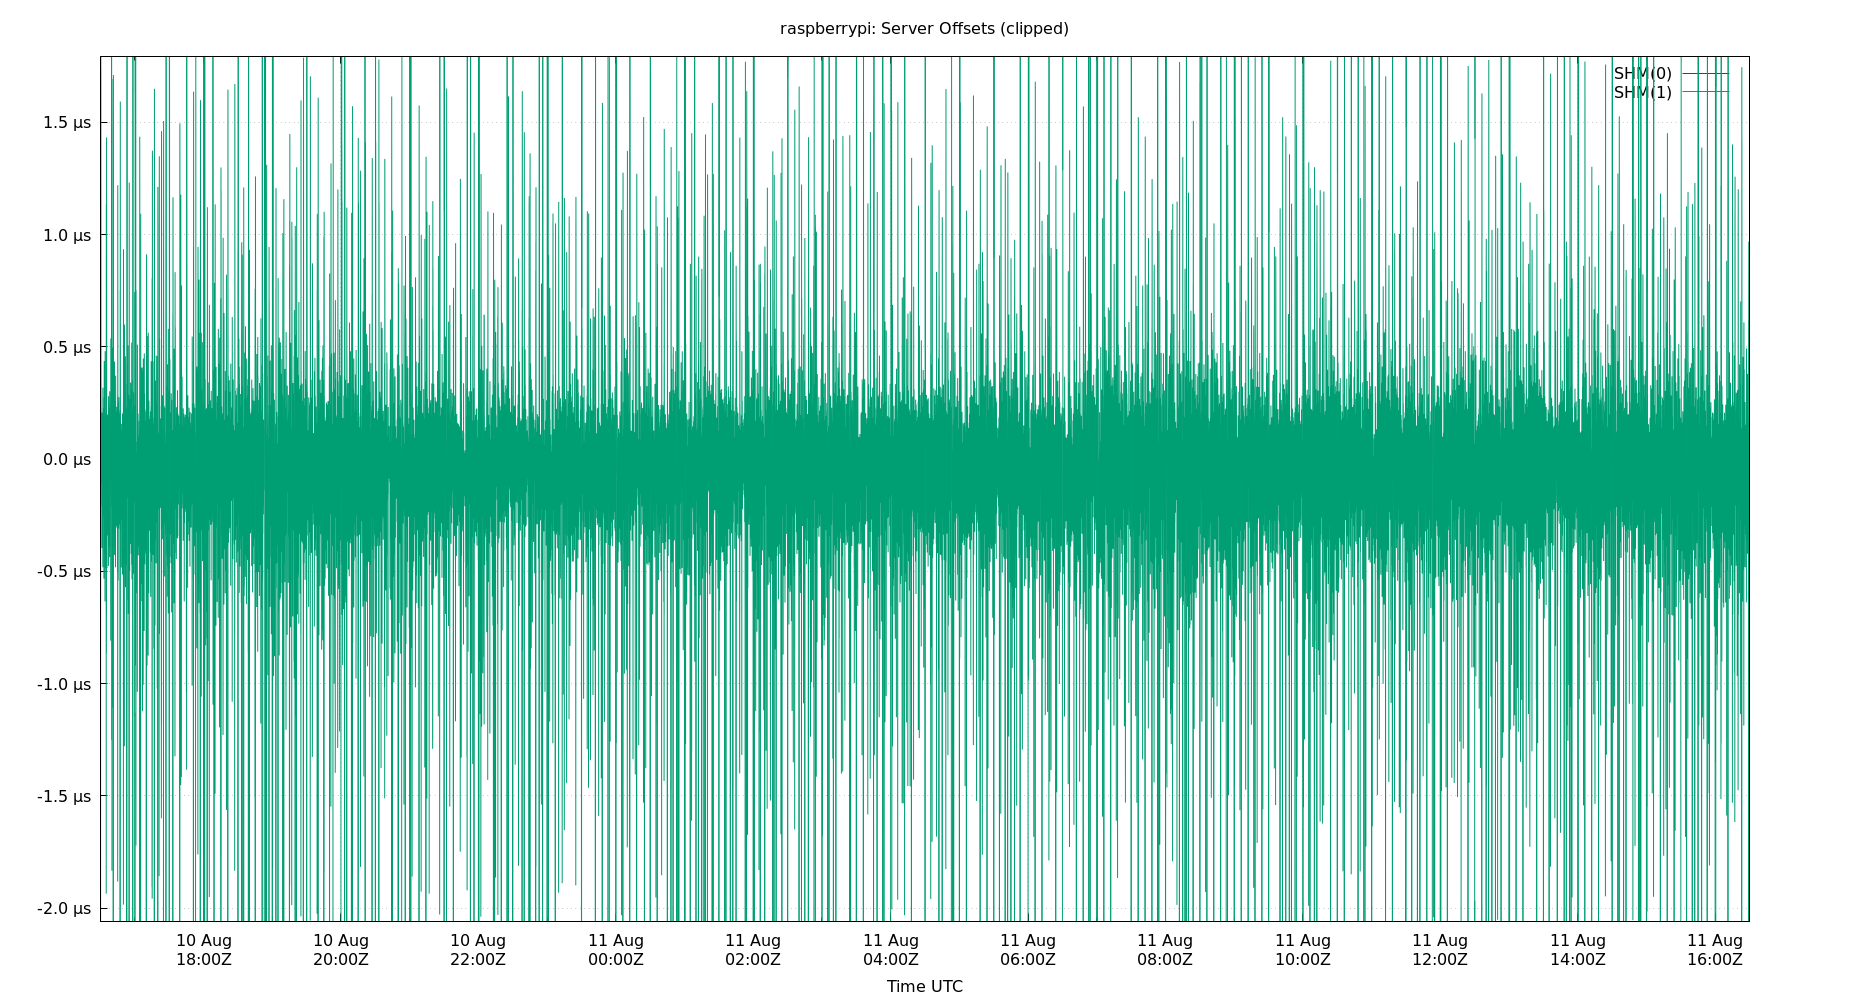 raspberrypi: Server Offsets (clipped)
SHM(0)
SHM(1)
1.5 µs
1.0 µs
0.5 µs
0.0 µs
-0.5 µs
-1.0 µs
-1.5 µs
-2.0 µs
10 Aug 10 Aug 10 Aug 11 Aug 11 Aug 11 Aug 11 Aug 11 Aug 11 Aug 11 Aug 11 Aug 11 Aug
18:00Z 20:00Z 22:00Z 00:00Z 02:00Z 04:00Z 06:00Z 08:00Z 10:00Z 12:00Z 14:00Z 16:00Z
Time UTC